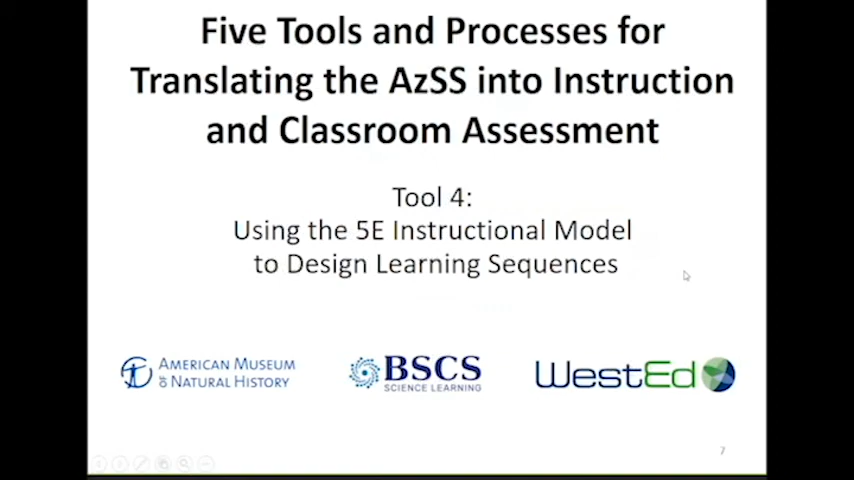 Five Tools and Processes for
Translating the AzSS into Instruction
and Classroom Assessment
Tool 4:
Using the 5E Instructional Model
to Design Learning Sequences
AMERICAN MUSEUM
& NATURAL HISTORY
BSCS
SCIENCE LEARNING
WestEd
7